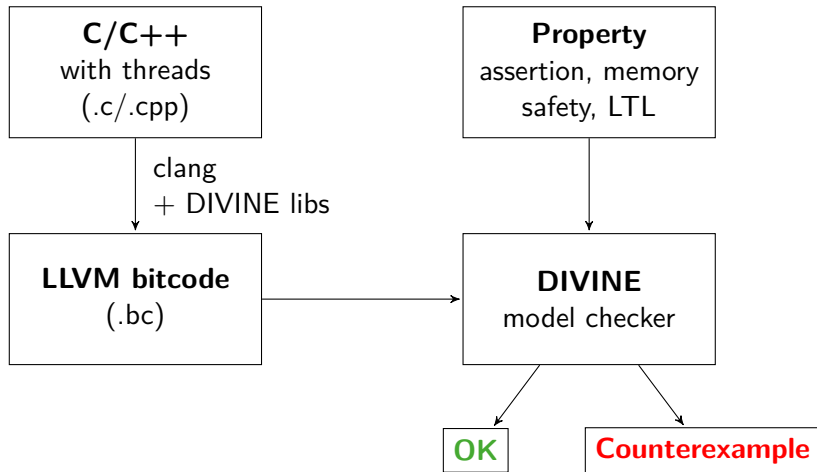 C/C++
with threads
(.c/.cpp)
Property
assertion, memory
safety, LTL
clang
+ DIVINE libs
LLVM bitcode
(.bc)
DIVINE
model checker
OK
Counterexample